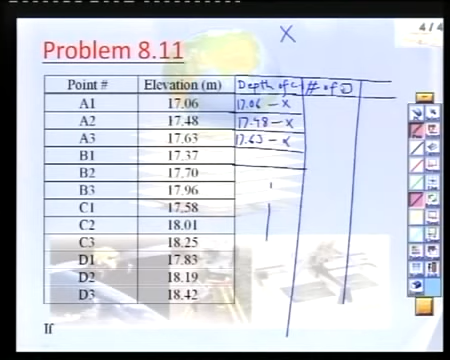 X
4/4
Problem 8.11
Point # Elevation (m) Depth of # of
A1 17.06 17.06 - x
A2 17.48 17.48 - x
A3 17.63 17.63 - x
B1 17.37
B2 17.70
B3 17.96
C1 17.58
C2 18.01
C3 18.25
D1 17.83
D2 18.19
D3 18.42
If